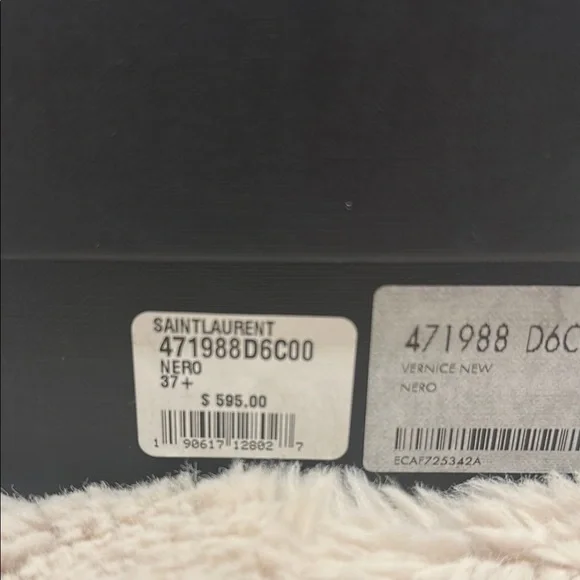 SAINTLAURENT
471988D6C00
NERO
37+
$ 595.00
1 90617 12802 7
471988 D6C
VERNICE NEW
NERO
ECAF725342A